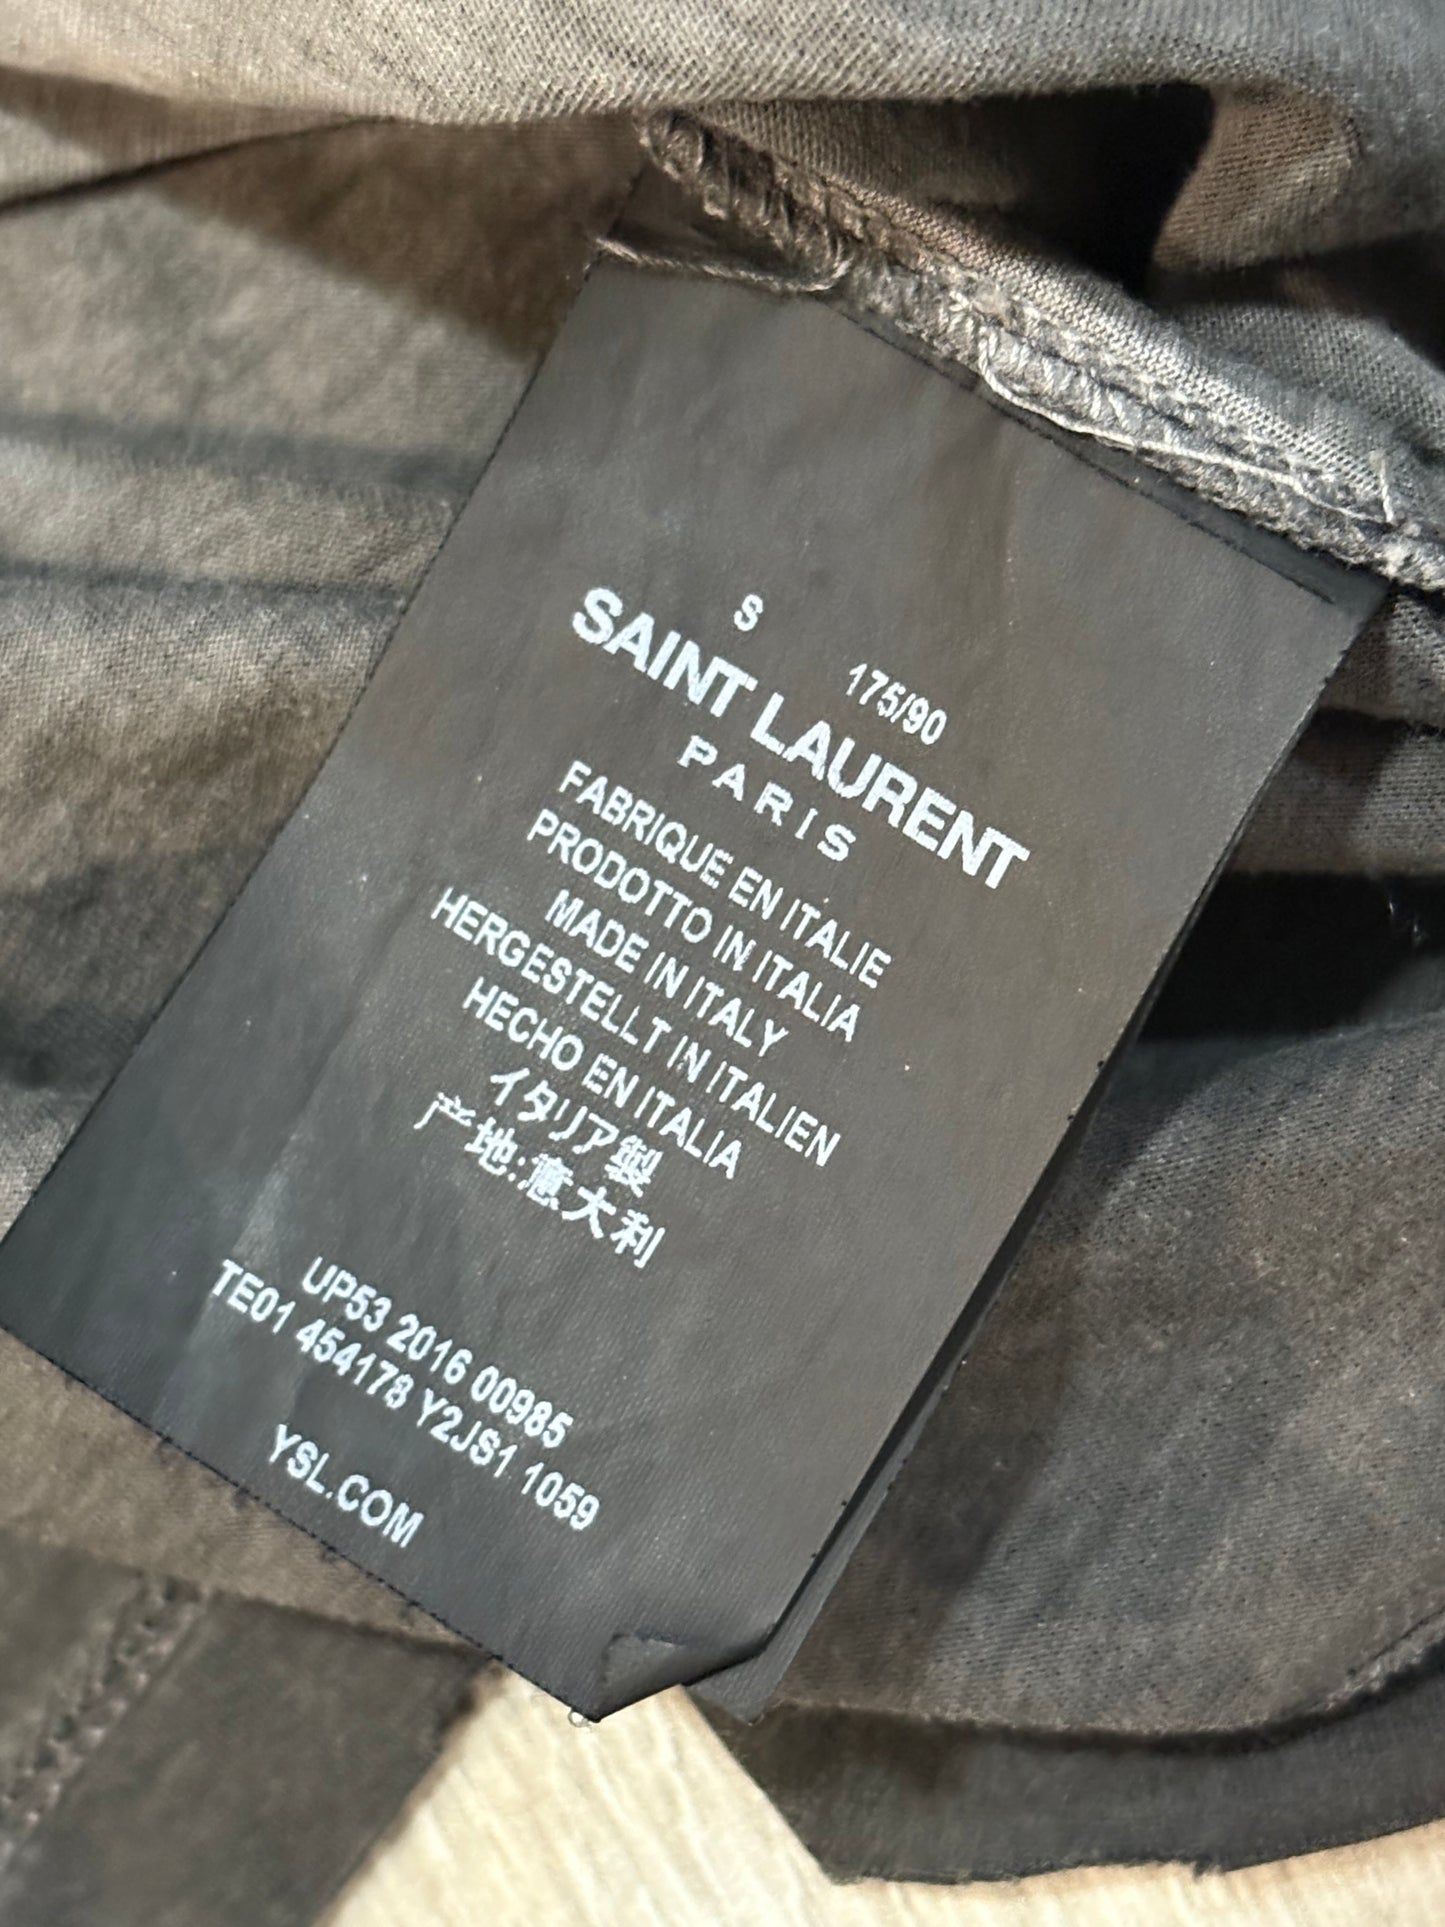 S 175/90
SAINT LAURENT
PARIS
FABRIQUE EN ITALIE
PRODOTTO IN ITALIA
MADE IN ITALY
HERGESTELLT IN ITALIEN
HECHO EN ITALIA
イタリア製
产地:意大利
UP53 2016 00985
TE01 454178 Y2JS1 1059
YSL.COM